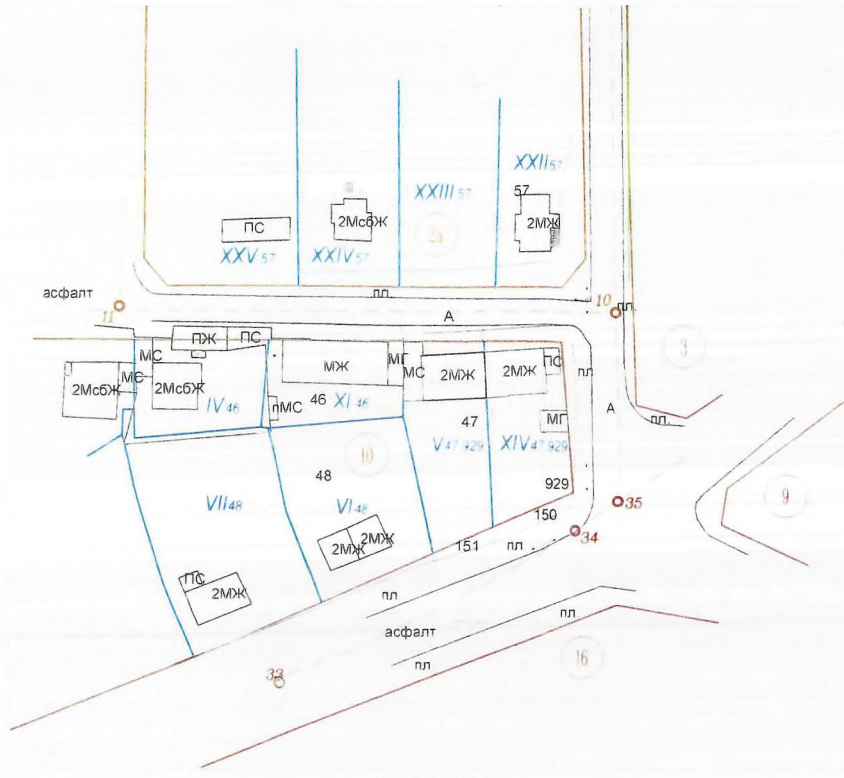 XXII57
57
XXIII57
2МсбЖ
2МЖ
ПС
2а
XXV57
XXIV57
асфалт
пл.
11
10
пл.
А
ПЖ
ПС
3
МС
МЖ
МГ
МС
2МЖ
2МЖ
ПС
пл
МС
2МсбЖ
2МсбЖ
IV46
пМС
46
XI46
А
47
МГ
пл.
V47.929
XIV47.929
10
48
929
9
VII48
VI48
150
35
34
2МЖ
2МЖ
151
пл
ПС
2МЖ
пл
асфалт
пл
пл
16
33